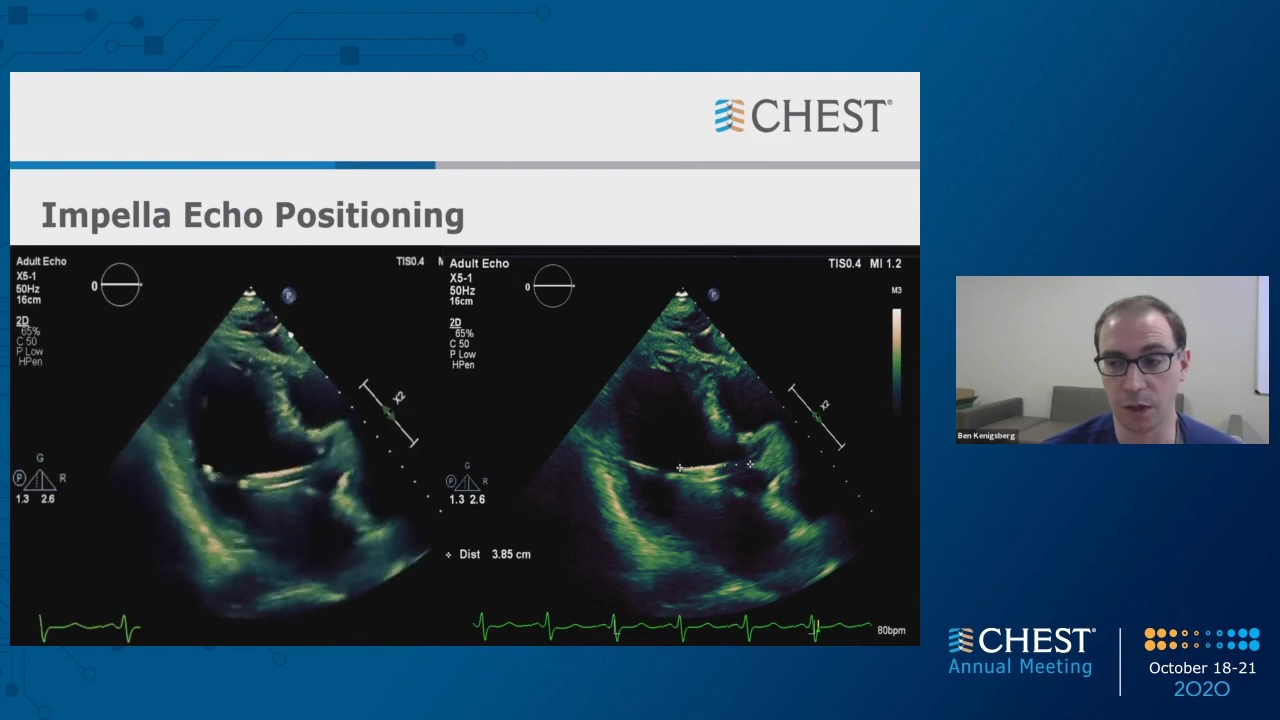 CHEST®
Impella Echo Positioning
Adult Echo
X5-1
50Hz
16cm
2D
65%
C 50
P Low
HPen
TIS0.4 M
0
P
X2
G
P R
1.3 2.6
Adult Echo
X5-1
50Hz
16cm
2D
65%
C 50
P Low
HPen
TIS0.4 MI 1.2
M3
0
P
X2
G
P R
1.3 2.6
Dist 3.85 cm
80bpm
Ben Kenigsberg
CHEST®
Annual Meeting
October 18-21
2020